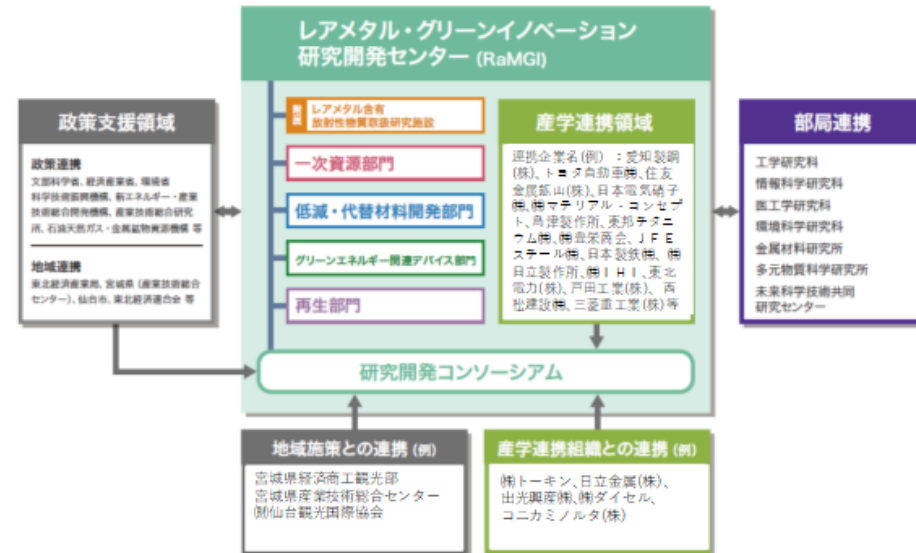 レアメタル・グリーンイノベーション
研究開発センター (RaMGI)
政策支援領域
政策連携
文部科学省、経済産業省、環境省
科学技術振興機構、新エネルギー・産業
技術総合開発機構、産業技術総合研究
所、石油天然ガス・金属鉱物資源機構 等
地域連携
東北経済産業局、宮城県（産業技術総合
センター）、仙台市、東北経済連合会 等
レアメタル含有
放射性物質取扱研究施設
一次資源部門
低減・代替材料開発部門
グリーンエネルギー関連デバイス部門
再生部門
産学連携領域
連携企業名(例) ：愛知製鋼
(株)、トヨタ自動車㈱、住友
金属鉱山(株)、日本電気硝子
㈱、㈱マテリアル・コンセプ
ト、島津製作所、東邦チタニ
ウム㈱、㈱豊栄商会、ＪＦＥ
スチール㈱、日本製鉄㈱、㈱
日立製作所、㈱ＩＨＩ、東北
電力(株)、戸田工業(株)、西
松建設㈱、三菱重工業(株)等
部局連携
工学研究科
情報科学研究科
医工学研究科
環境科学研究科
金属材料研究所
多元物質科学研究所
未来科学技術共同
研究センター
研究開発コンソーシアム
地域施策との連携 (例)
宮城県経済商工観光部
宮城県産業技術総合センター
㈶仙台観光国際協会
産学連携組織との連携 (例)
㈱トーキン、日立金属(株)、
出光興産㈱、㈱ダイセル、
コニカミノルタ(株)